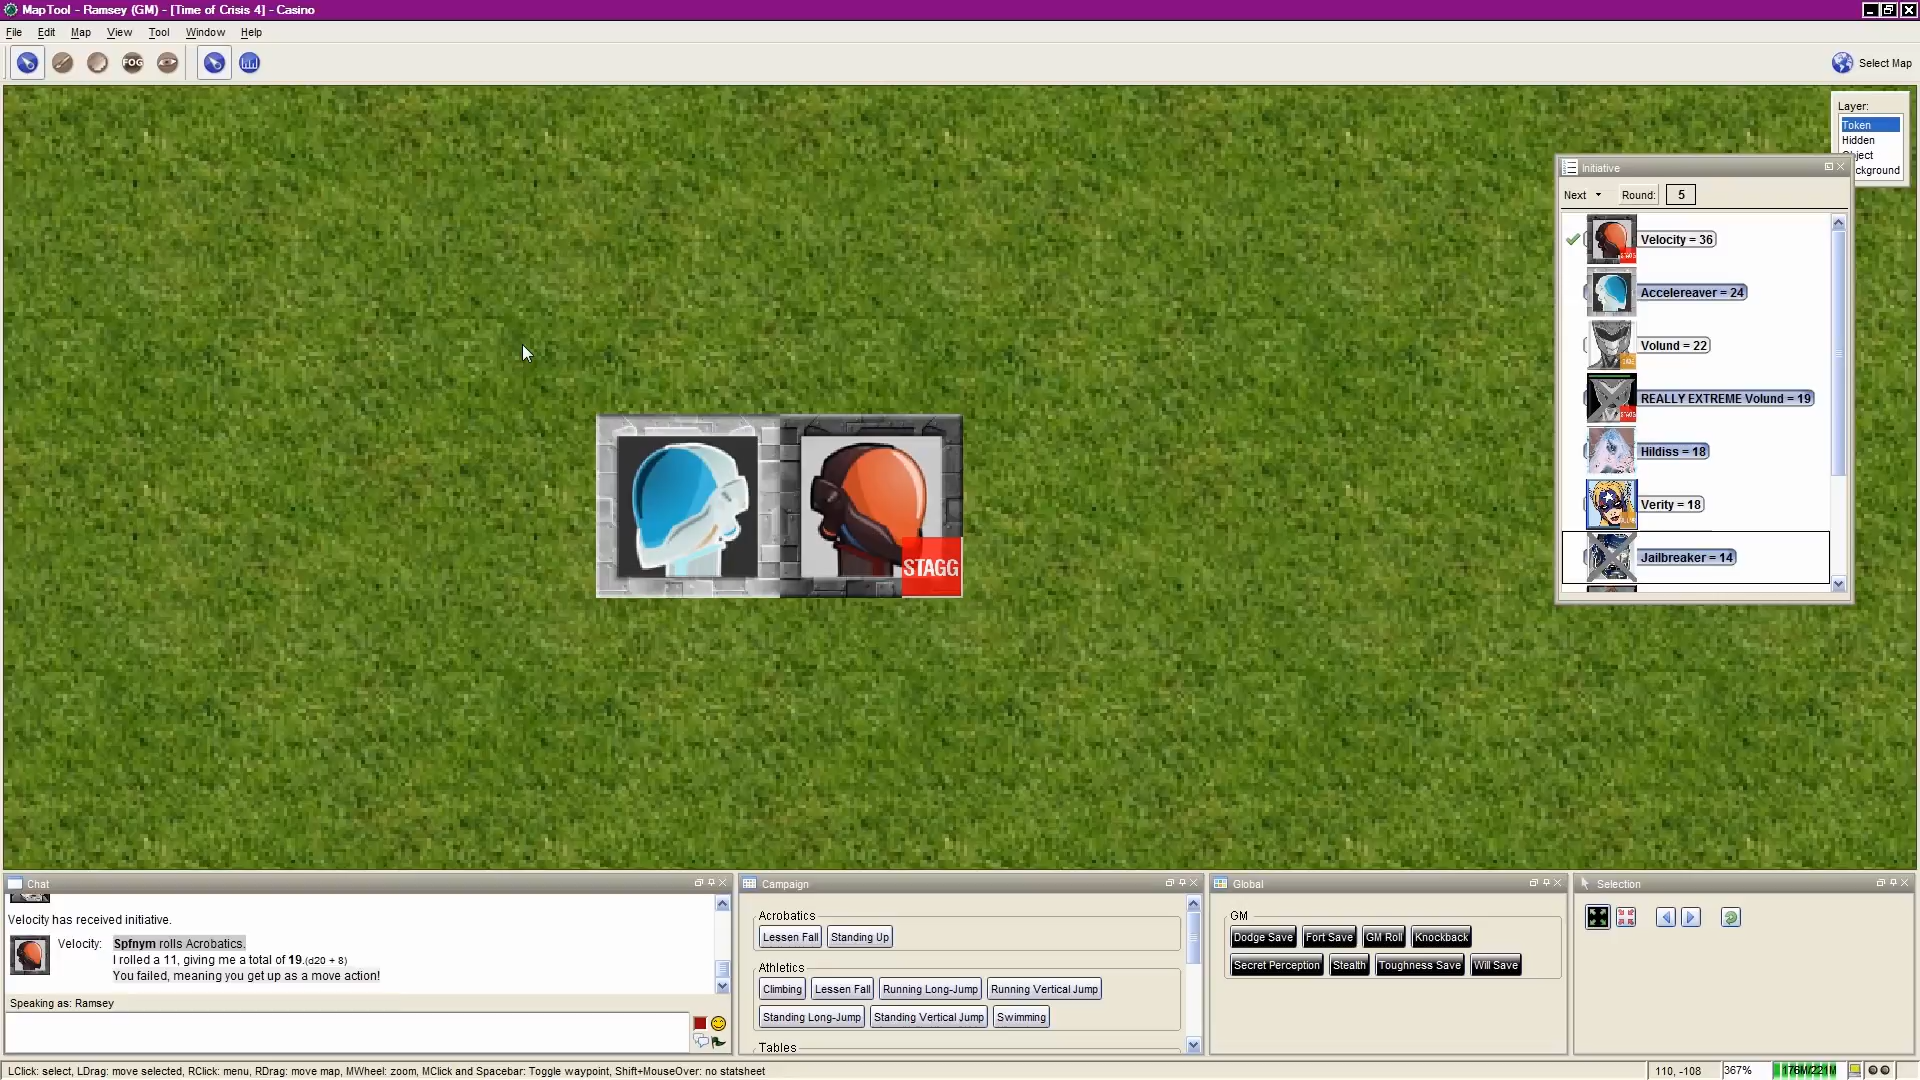 MapTool - Ramsey (GM) - [Time of Crisis 4] - Casino
File Edit Map View Tool Window Help
FOG
Select Map
Layer:
Token
Hidden
Object
ckground
Initiative
Next Round: 5
Velocity = 36
Accelereaver = 24
Volund = 22
REALLY EXTREME Volund = 19
Hildiss = 18
Verity = 18
Jailbreaker = 14
STAGG
Chat
Velocity has received initiative.
Velocity: Spfnym rolls Acrobatics.
I rolled a 11, giving me a total of 19.(d20 + 8)
You failed, meaning you get up as a move action!
Speaking as: Ramsey
Campaign
Acrobatics
Lessen Fall Standing Up
Athletics
Climbing Lessen Fall Running Long-Jump Running Vertical Jump
Standing Long-Jump Standing Vertical Jump Swimming
Tables
Global
GM
Dodge Save Fort Save GM Roll Knockback
Secret Perception Stealth Toughness Save Will Save
Selection
LClick: select, LDrag: move selected, RClick: menu, RDrag: move map, MWheel: zoom, MClick and Spacebar: Toggle waypoint, Shift+MouseOver: no statsheet
110, -108 367% 176M/221M